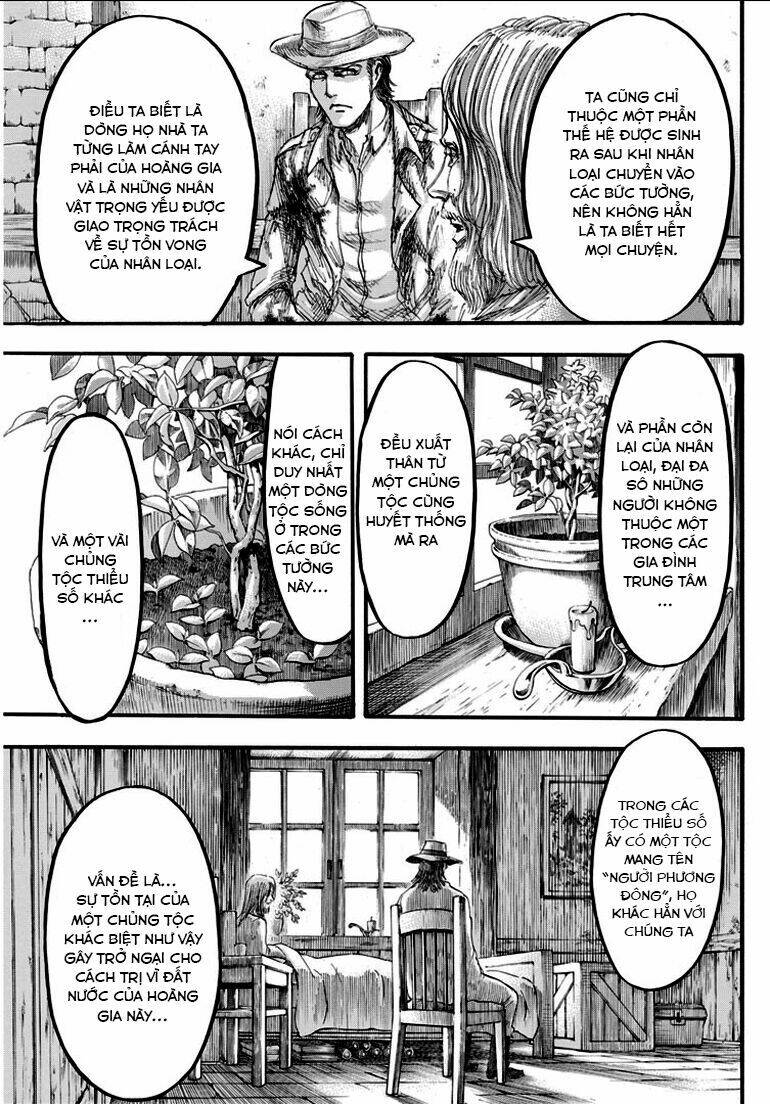 TA CŨNG CHỈ
THUỘC MỘT PHẦN
THẾ HỆ ĐƯỢC SINH
RA SAU KHI NHÂN
LOẠI CHUYỂN VÀO
CÁC BỨC TƯỜNG,
NÊN KHÔNG HẲN
LÀ TA BIẾT HẾT
MỌI CHUYỆN.
ĐIỀU TA BIẾT LÀ
DÒNG HỌ NHÀ TA
TỪNG LÀM CÁNH TAY
PHẢI CỦA HOÀNG GIA
VÀ LÀ NHỮNG NHÂN
VẬT TRỌNG YẾU ĐƯỢC
GIAO TRỌNG TRÁCH
VỀ SỰ TỒN VONG
CỦA NHÂN LOẠI.
VÀ PHẦN CÒN
LẠI CỦA NHÂN
LOẠI, ĐẠI ĐA
SÓ NHỮNG
NGƯỜI KHÔNG
THUỘC MỘT
TRONG CÁC
GIA ĐÌNH
TRUNG TÂM
...
ĐỀU XUẤT
THÂN TỪ
MỘT CHỦNG
TỘC CÙNG
HUYẾT THỐNG
MÀ RA
NÓI CÁCH
KHÁC, CHỈ
DUY NHẤT
MỘT DÒNG
TỘC SỐNG
Ở TRONG
CÁC BỨC
TƯỜNG
NÀY...
VÀ MỘT VÀI
CHỦNG
TỘC THIỂU
SỐ KHÁC
...
TRONG CÁC
TỘC THIỂU SỐ
ẤY CÓ MỘT TỘC
MANG TÊN
“NGƯỜI PHƯƠNG
ĐÔNG”, HỌ
KHÁC HẲN VỚI
CHÚNG TA
VẤN ĐỀ LÀ...
SỰ TỒN TẠI CỦA
MỘT CHỦNG TỘC
KHÁC BIỆT NHƯ VẬY
GÂY TRỞ NGẠI CHO
CÁCH TRỊ VÌ ĐẤT
NƯỚC CỦA HOÀNG
GIA NÀY...